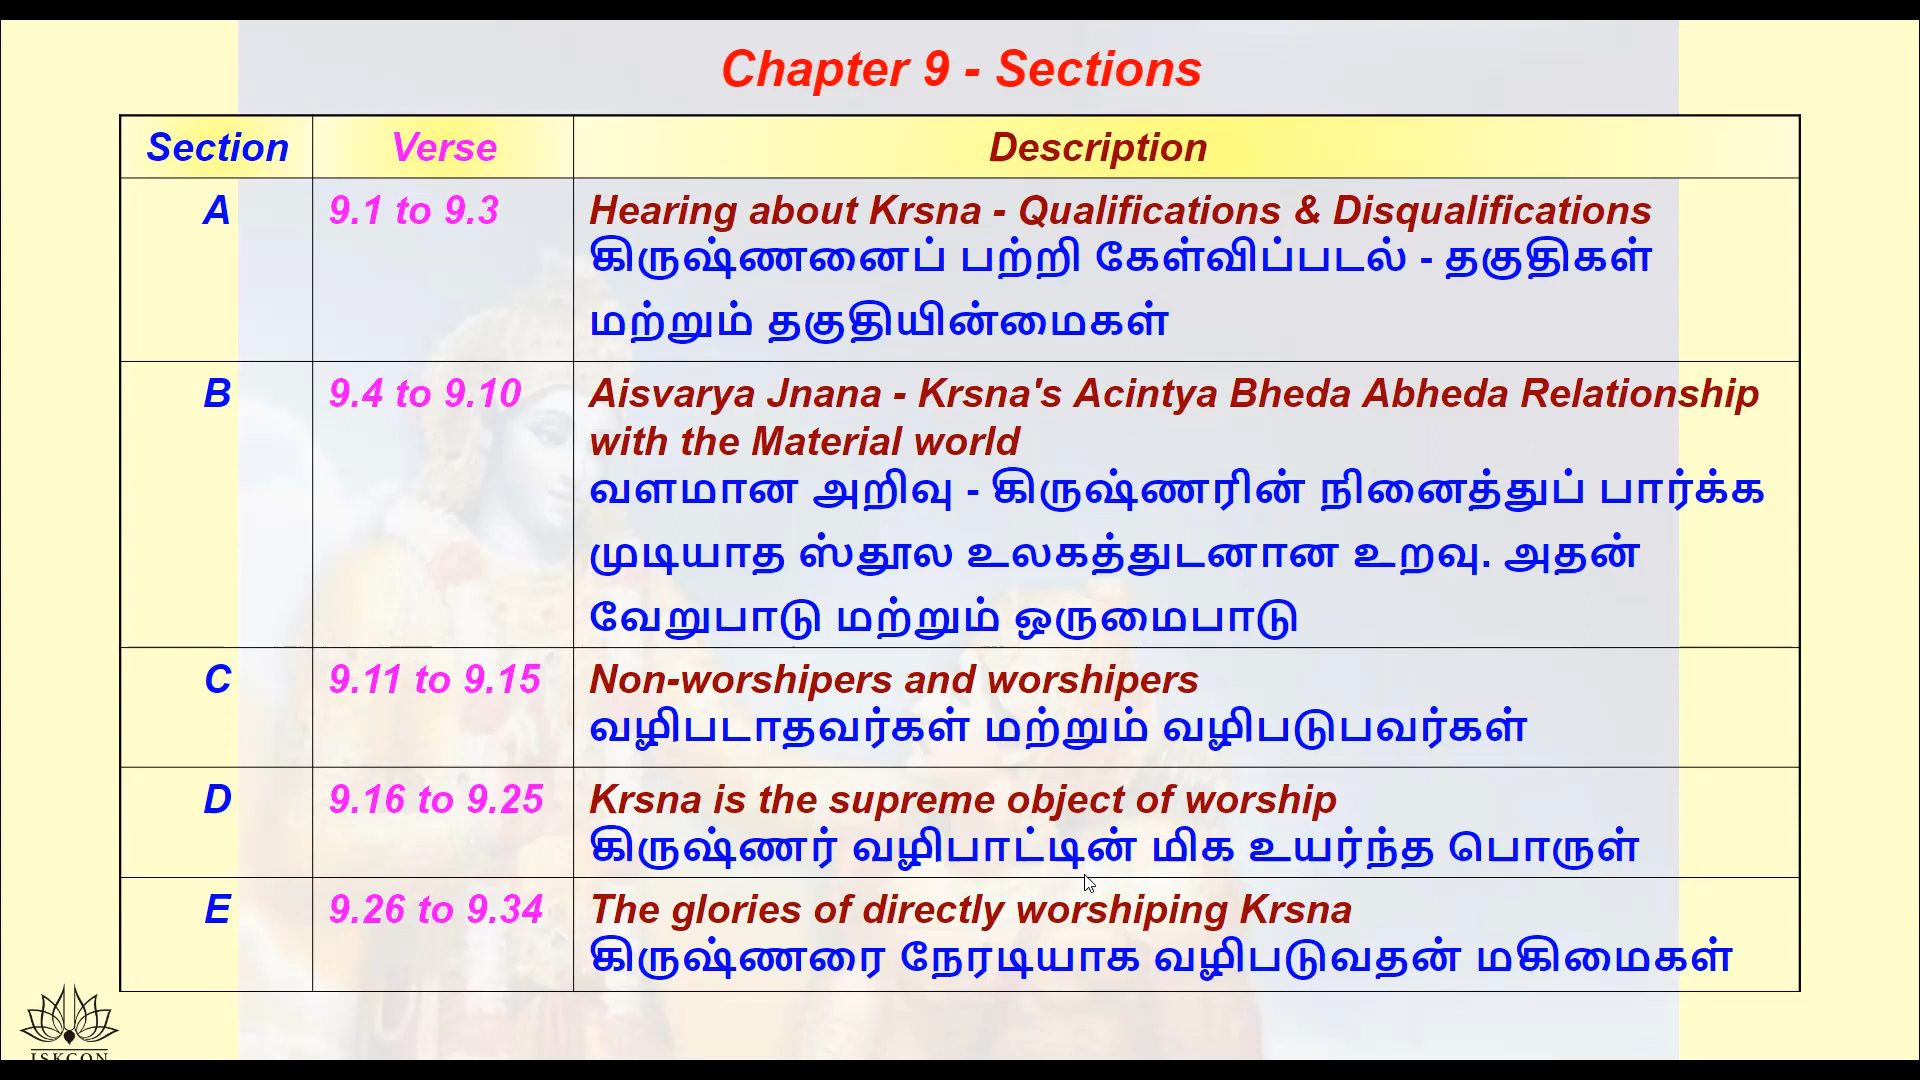 Chapter 9 - Sections
Section Verse Description
A 9.1 to 9.3 Hearing about Krsna - Qualifications & Disqualifications
கிருஷ்ணனைப் பற்றி கேள்விப்படல் - தகுதிகள்
மற்றும் தகுதியின்மைகள்
B 9.4 to 9.10 Aisvarya Jnana - Krsna's Acintya Bheda Abheda Relationship
with the Material world
வளமான அறிவு - கிருஷ்ணரின் நினைத்துப் பார்க்க
முடியாத ஸ்தூல உலகத்துடனான உறவு. அதன்
வேறுபாடு மற்றும் ஒருமைபாடு
C 9.11 to 9.15 Non-worshipers and worshipers
வழிபடாதவர்கள் மற்றும் வழிபடுபவர்கள்
D 9.16 to 9.25 Krsna is the supreme object of worship
கிருஷ்ணர் வழிபாட்டின் மிக உயர்ந்த பொருள்
E 9.26 to 9.34 The glories of directly worshiping Krsna
கிருஷ்ணரை நேரடியாக வழிபடுவதன் மகிமைகள்
ISKCON